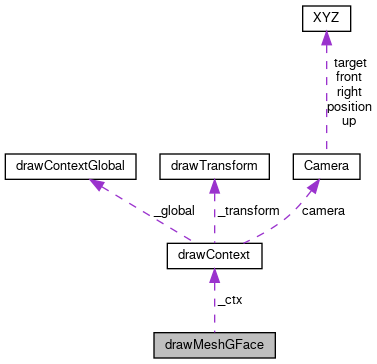 XYZ
target
front
right
position
up
drawContextGlobal
drawTransform
Camera
_global
_transform
camera
drawContext
_ctx
drawMeshGFace